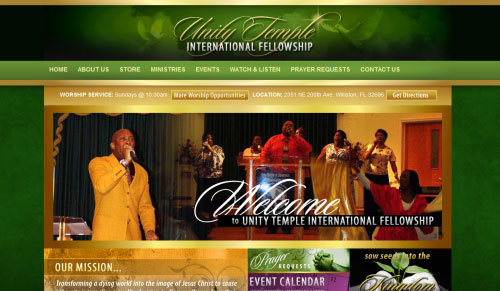 Unity Temple
INTERNATIONAL FELLOWSHIP
HOME ABOUT US STORE MINISTRIES EVENTS WATCH & LISTEN PRAYER REQUESTS CONTACT US
WORSHIP SERVICE: Sundays @ 10:30am More Worship Opportunities LOCATION: 2351 NE 200th Ave. Williston, FL 32696 Get Directions
Welcome
to UNITY TEMPLE INTERNATIONAL FELLOWSHIP
OUR MISSION...
Transforming a dying world into the image of Jesus Christ to cause
Prayer
REQUESTS
EVENT CALENDAR
sow seeds into the
Kingdom